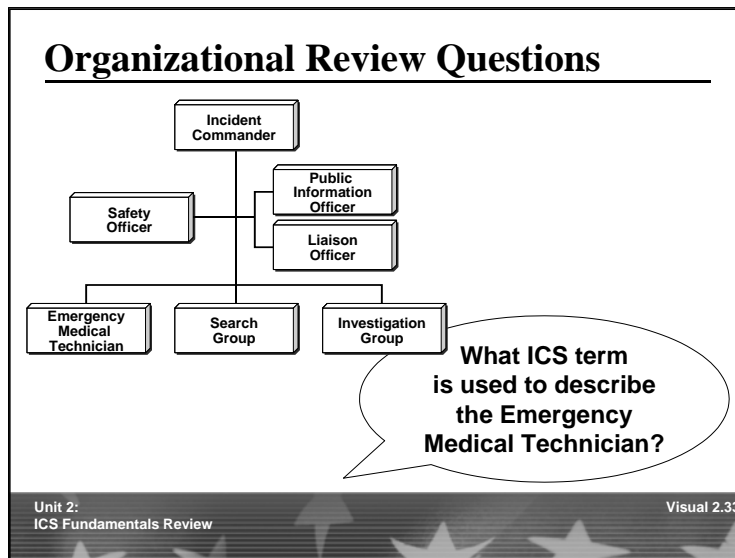 Organizational Review Questions
Incident
Commander
Public
Information
Officer
Safety
Officer
Liaison
Officer
Emergency
Medical
Technician
Search
Group
Investigation
Group
What ICS term
is used to describe
the Emergency
Medical Technician?
Unit 2:
ICS Fundamentals Review
Visual 2.33